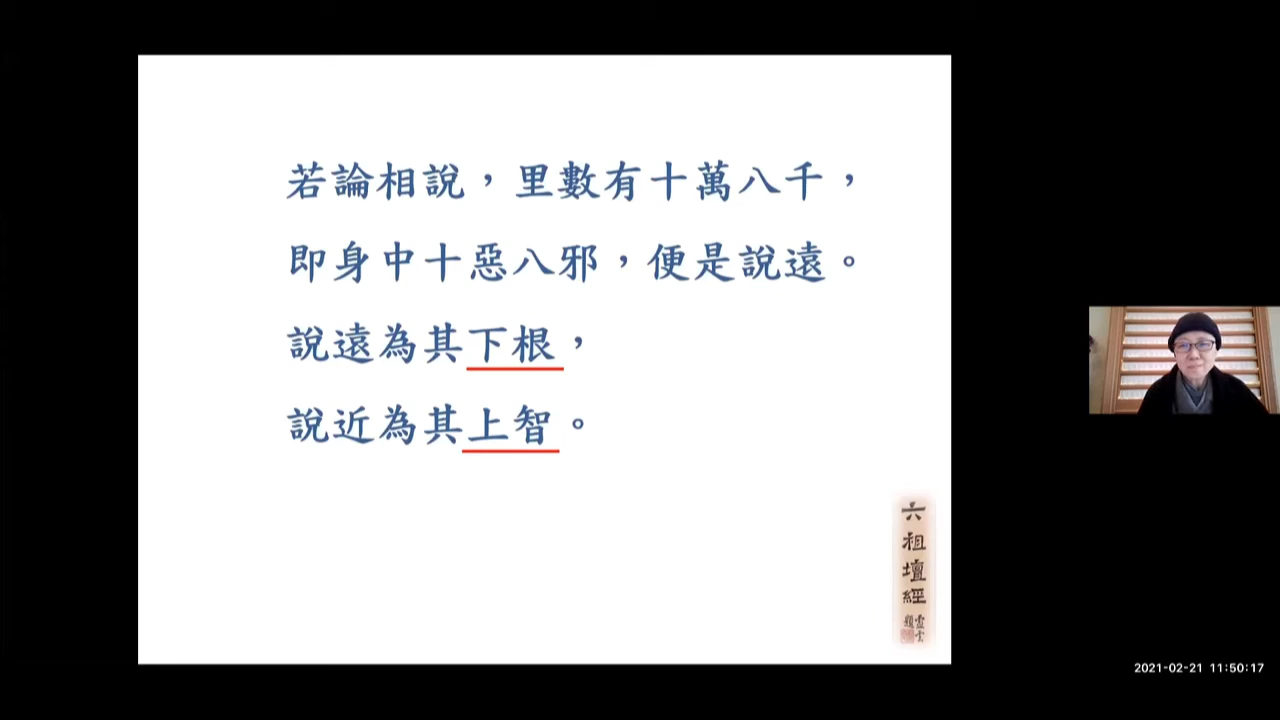 若論相說，里數有十萬八千，
即身中十惡八邪，便是說遠。
說遠為其下根，
說近為其上智。
六祖壇經
2021-02-21 11:50:17